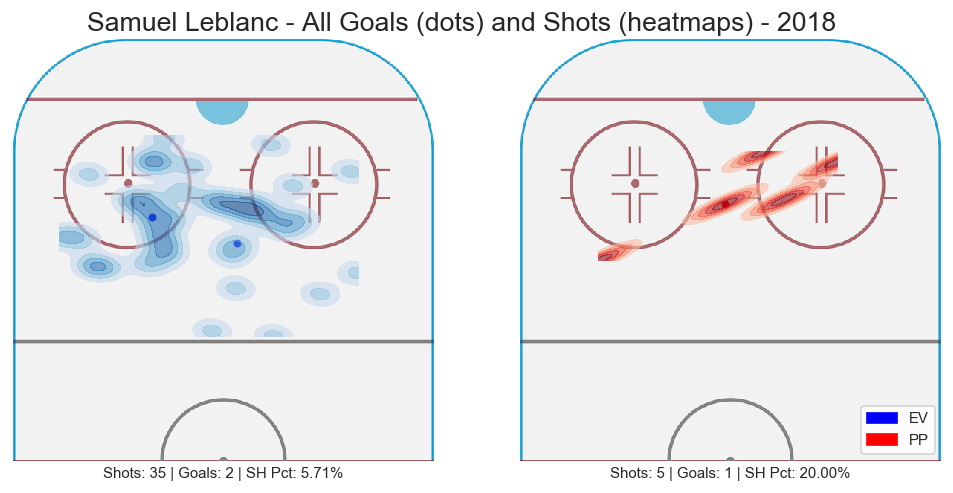 Samuel Leblanc - All Goals (dots) and Shots (heatmaps) - 2018
EV
PP
Shots: 35 | Goals: 2 | SH Pct: 5.71%
Shots: 5 | Goals: 1 | SH Pct: 20.00%